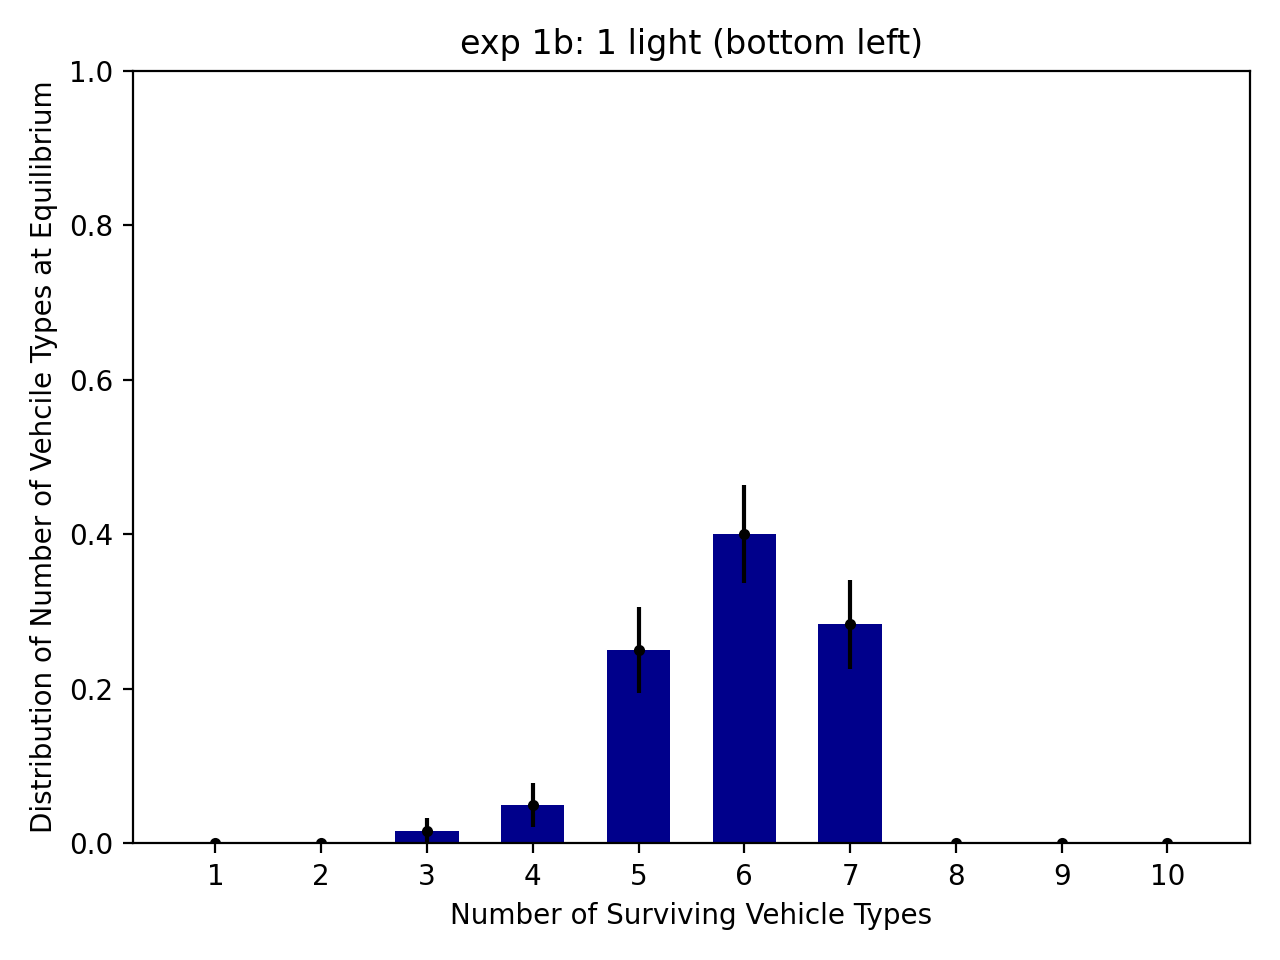 exp 1b: 1 light (bottom left)
Distribution of Number of Vehcile Types at Equilibrium
1.0
0.8
0.6
0.4
0.2
0.0
1 2 3 4 5 6 7 8 9 10
Number of Surviving Vehicle Types